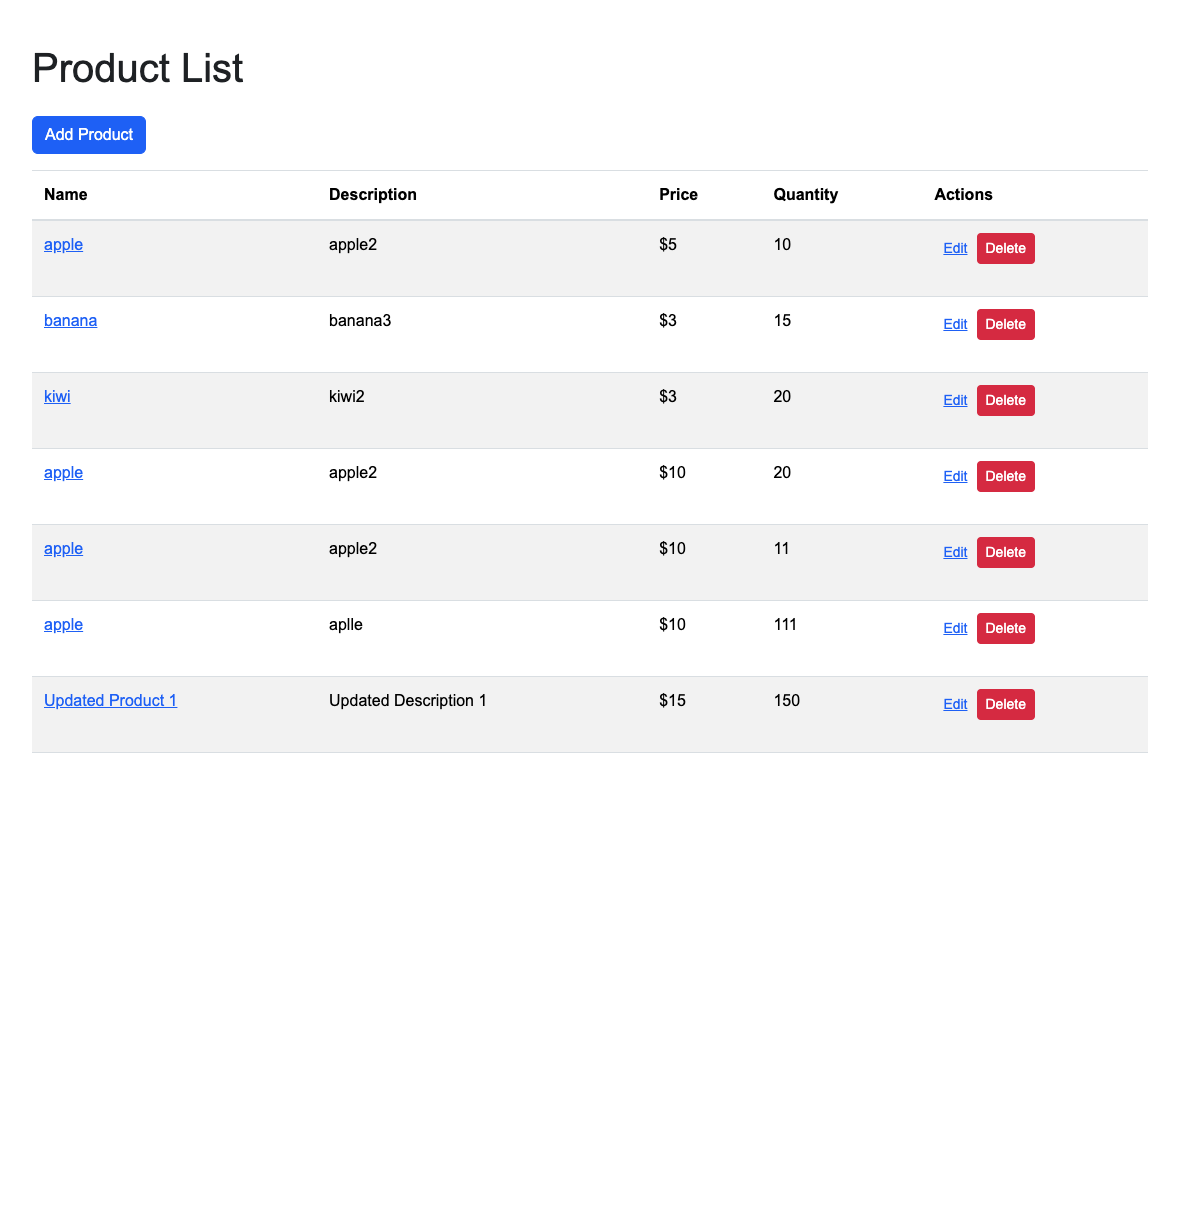 Product List
Add Product
Name Description Price Quantity Actions
apple apple2 $5 10 Edit Delete
banana banana3 $3 15 Edit Delete
kiwi kiwi2 $3 20 Edit Delete
apple apple2 $10 20 Edit Delete
apple apple2 $10 11 Edit Delete
apple aplle $10 111 Edit Delete
Updated Product 1 Updated Description 1 $15 150 Edit Delete